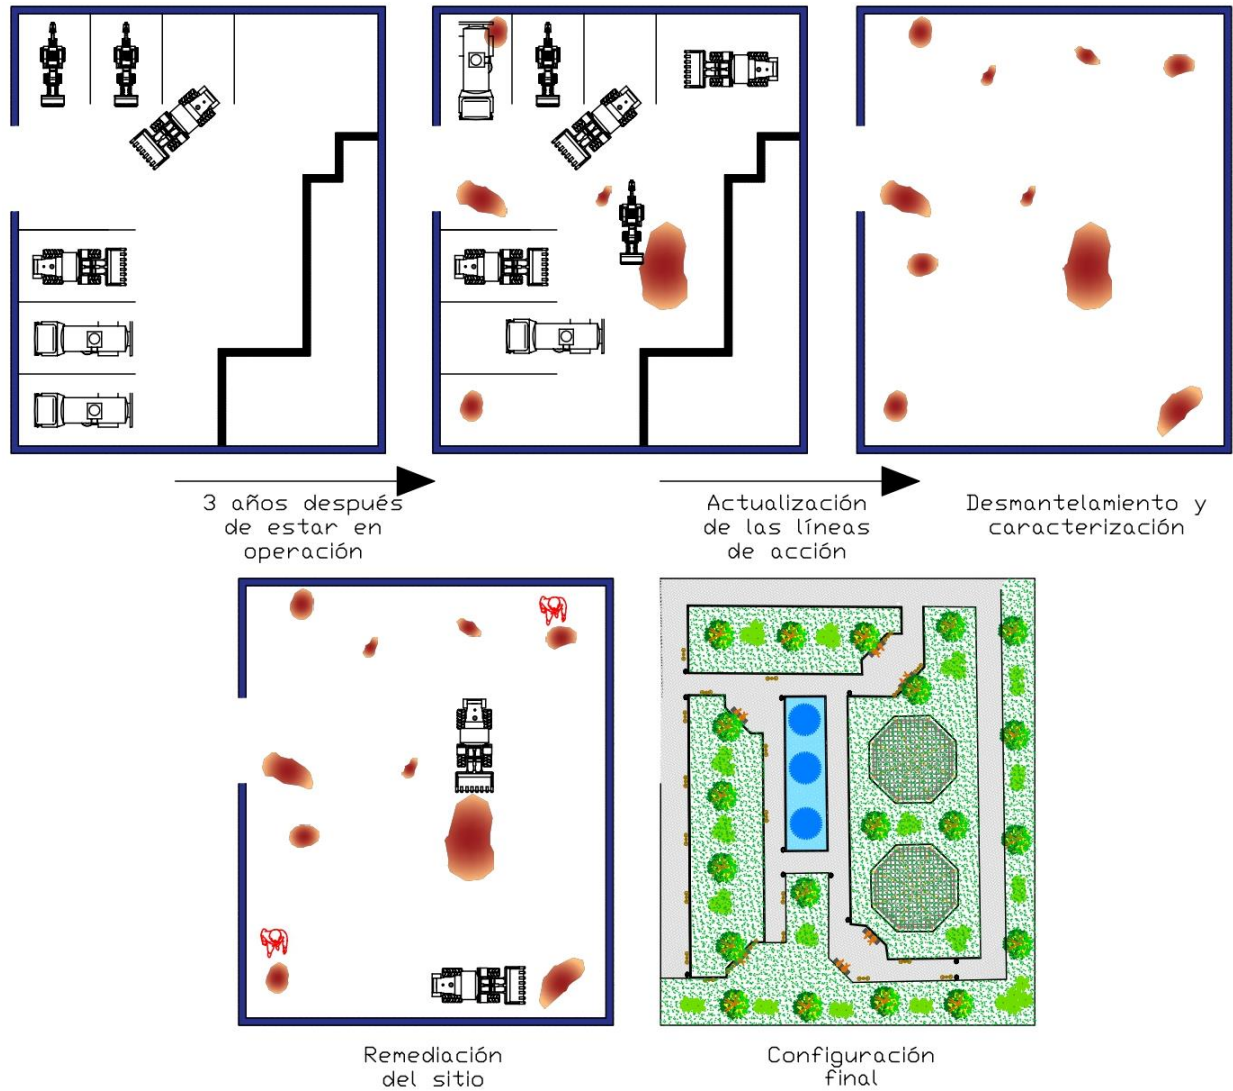 3 años después
de estar en
operación
Actualización
de las líneas
de acción
Desmantelamiento y
caracterización
Remediación
del sitio
Configuración
final